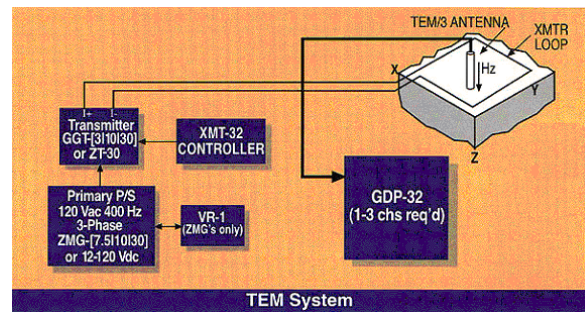 TEM/3 ANTENNA
XMTR
LOOP
X
Hz
Y
Z
I+ I-
Transmitter
GGT-[3|10|30]
or ZT-30
XMT-32
CONTROLLER
Primary P/S
120 Vac 400 Hz
3-Phase
ZMG-[7.5|10|30]
or 12-120 Vdc
VR-1
(ZMG's only)
GDP-32
(1-3 chs req'd)
TEM System